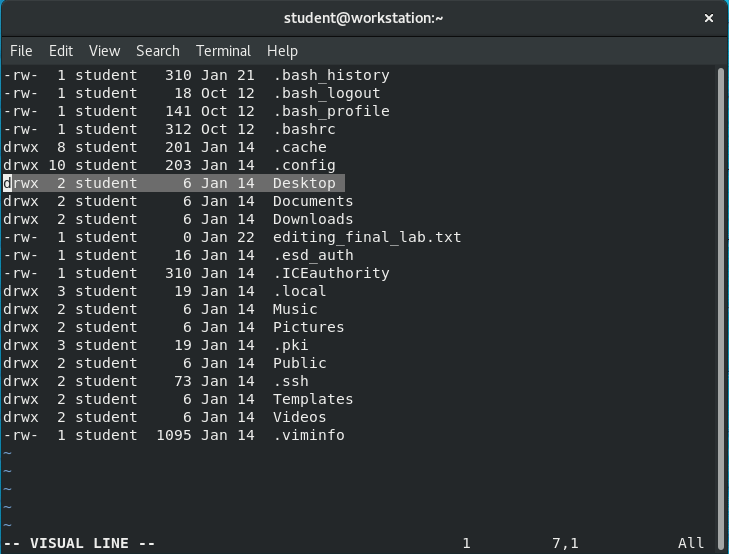 student@workstation:~ ×
File Edit View Search Terminal Help
-rw-  1 student   310 Jan 21  .bash_history
-rw-  1 student    18 Oct 12  .bash_logout
-rw-  1 student   141 Oct 12  .bash_profile
-rw-  1 student   312 Oct 12  .bashrc
drwx  8 student   201 Jan 14  .cache
drwx 10 student   203 Jan 14  .config
drwx  2 student     6 Jan 14  Desktop
drwx  2 student     6 Jan 14  Documents
drwx  2 student     6 Jan 14  Downloads
-rw-  1 student     0 Jan 22  editing_final_lab.txt
-rw-  1 student    16 Jan 14  .esd_auth
-rw-  1 student   310 Jan 14  .ICEauthority
drwx  3 student    19 Jan 14  .local
drwx  2 student     6 Jan 14  Music
drwx  2 student     6 Jan 14  Pictures
drwx  3 student    19 Jan 14  .pki
drwx  2 student     6 Jan 14  Public
drwx  2 student    73 Jan 14  .ssh
drwx  2 student     6 Jan 14  Templates
drwx  2 student     6 Jan 14  Videos
-rw-  1 student  1095 Jan 14  .viminfo
~
~
~
~
~
-- VISUAL LINE -- 1 7,1 All